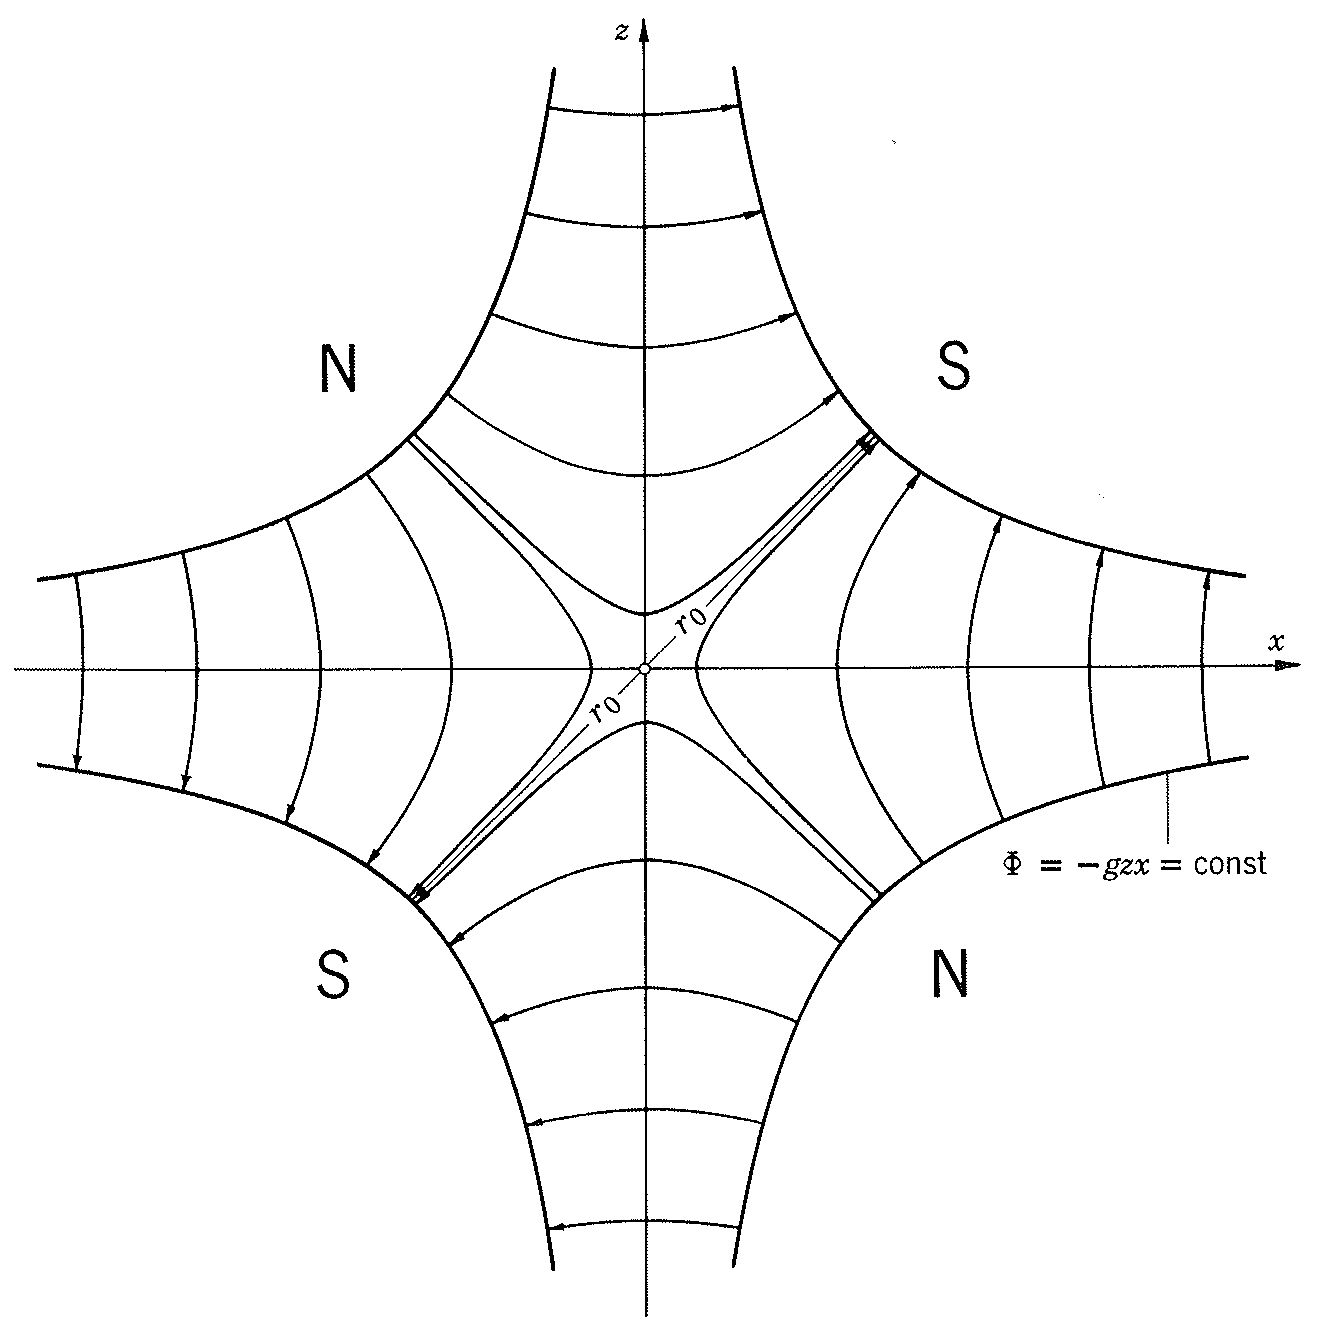 z
N
S
r₀
x
r₀
Φ = −gzx = const
S
N